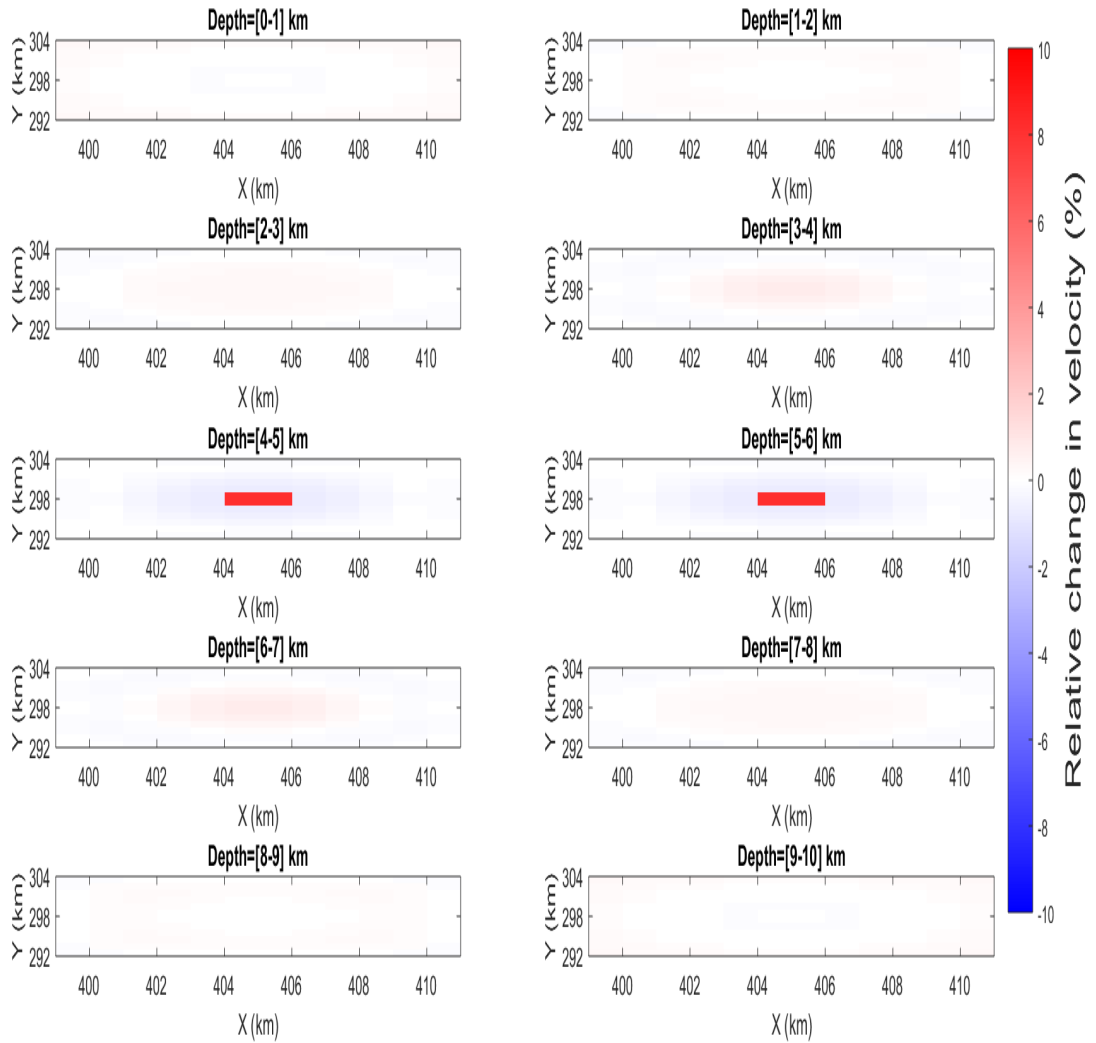 Depth=[0-1] km
Y (km)
304
298
292
400 402 404 406 408 410
X (km)
Depth=[1-2] km
Y (km)
304
298
292
400 402 404 406 408 410
X (km)
Depth=[2-3] km
Y (km)
304
298
292
400 402 404 406 408 410
X (km)
Depth=[3-4] km
Y (km)
304
298
292
400 402 404 406 408 410
X (km)
Depth=[4-5] km
Y (km)
304
298
292
400 402 404 406 408 410
X (km)
Depth=[5-6] km
Y (km)
304
298
292
400 402 404 406 408 410
X (km)
Depth=[6-7] km
Y (km)
304
298
292
400 402 404 406 408 410
X (km)
Depth=[7-8] km
Y (km)
304
298
292
400 402 404 406 408 410
X (km)
Depth=[8-9] km
Y (km)
304
298
292
400 402 404 406 408 410
X (km)
Depth=[9-10] km
Y (km)
304
298
292
400 402 404 406 408 410
X (km)
10
8
6
4
2
0
-2
-4
-6
-8
-10
Relative change in velocity (%)